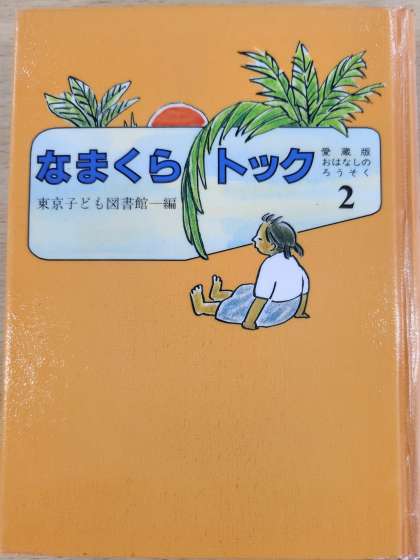 なまくらトック
愛蔵版
おはなしの
ろうそく
2
東京子ども図書館―編